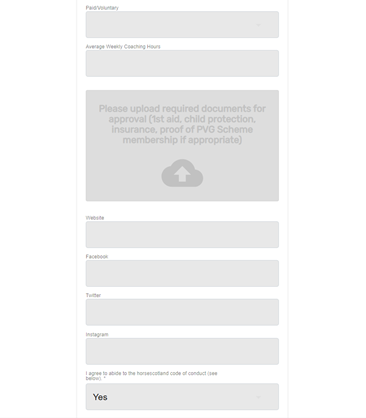 Paid/Voluntary
Average Weekly Coaching Hours
Please upload required documents for
approval (1st aid, child protection,
insurance, proof of PVG Scheme
membership if appropriate)
Website
Facebook
Twitter
Instagram
I agree to abide to the horsescotland code of conduct (see
below). *
Yes